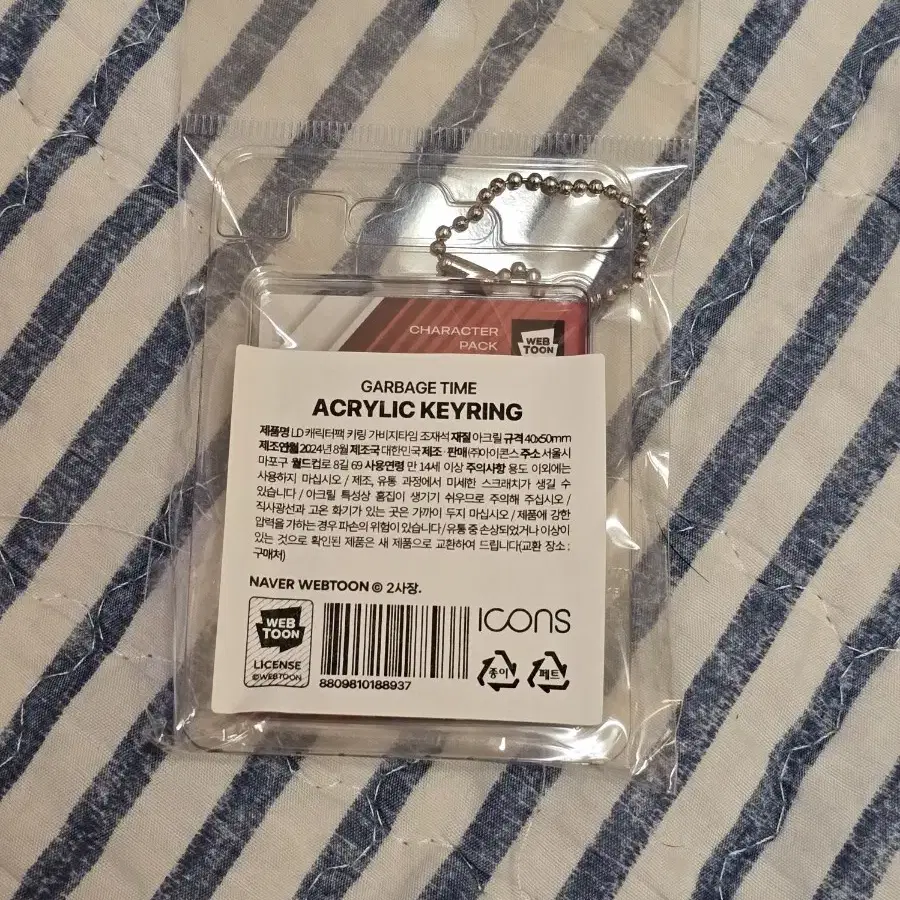 CHARACTER
PACK
WEB
TOON
GARBAGE TIME
ACRYLIC KEYRING
제품명 LD 캐릭터팩 키링 가비지타임 조재석 재질 아크릴 규격 40x50mm
제조연월 2024년 8월 제조국 대한민국 제조·판매 (주)아이콘스 주소 서울시
마포구 월드컵로 8길 69 사용연령 만 14세 이상 주의사항 용도 이외에는
사용하지 마십시오 / 제조, 유통 과정에서 미세한 스크래치가 생길 수
있습니다 / 아크릴 특성상 흠집이 생기기 쉬우므로 주의해 주십시오 /
직사광선과 고온 화기가 있는 곳은 가까이 두지 마십시오 / 제품에 강한
압력을 가하는 경우 파손의 위험이 있습니다 / 유통 중 손상되었거나 이상이
있는 것으로 확인된 제품은 새 제품으로 교환하여 드립니다(교환 장소 :
구매처)
NAVER WEBTOON © 2사장.
WEB
TOON
LICENSE
©WEBTOON
8809810188937
ICONS
종이
페트